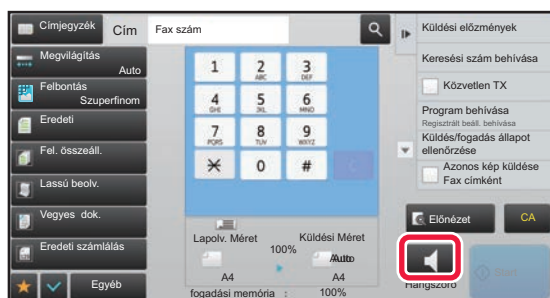 Címjegyzék
Cím
Fax szám
Megvilágítás
Auto
Felbontás
Szuperfinom
Eredeti
Fel. összeáll.
Lassú beolv.
Vegyes dok.
Eredeti számlálás
Egyéb
1
2
ABC
3
DEF
4
GHI
5
JKL
6
MNO
7
PQRS
8
TUV
9
WXYZ
0
#
Lapolv. Méret
100%
Küldési Méret
Auto
A4
A4
fogadási memória : 100%
Küldési előzmények
Keresési szám behívása
Közvetlen TX
Program behívása
Regisztrált beáll. behívása
Küldés/fogadás állapot
ellenőrzése
Azonos kép küldése
Fax címként
Előnézet
CA
Hangszóró
Start